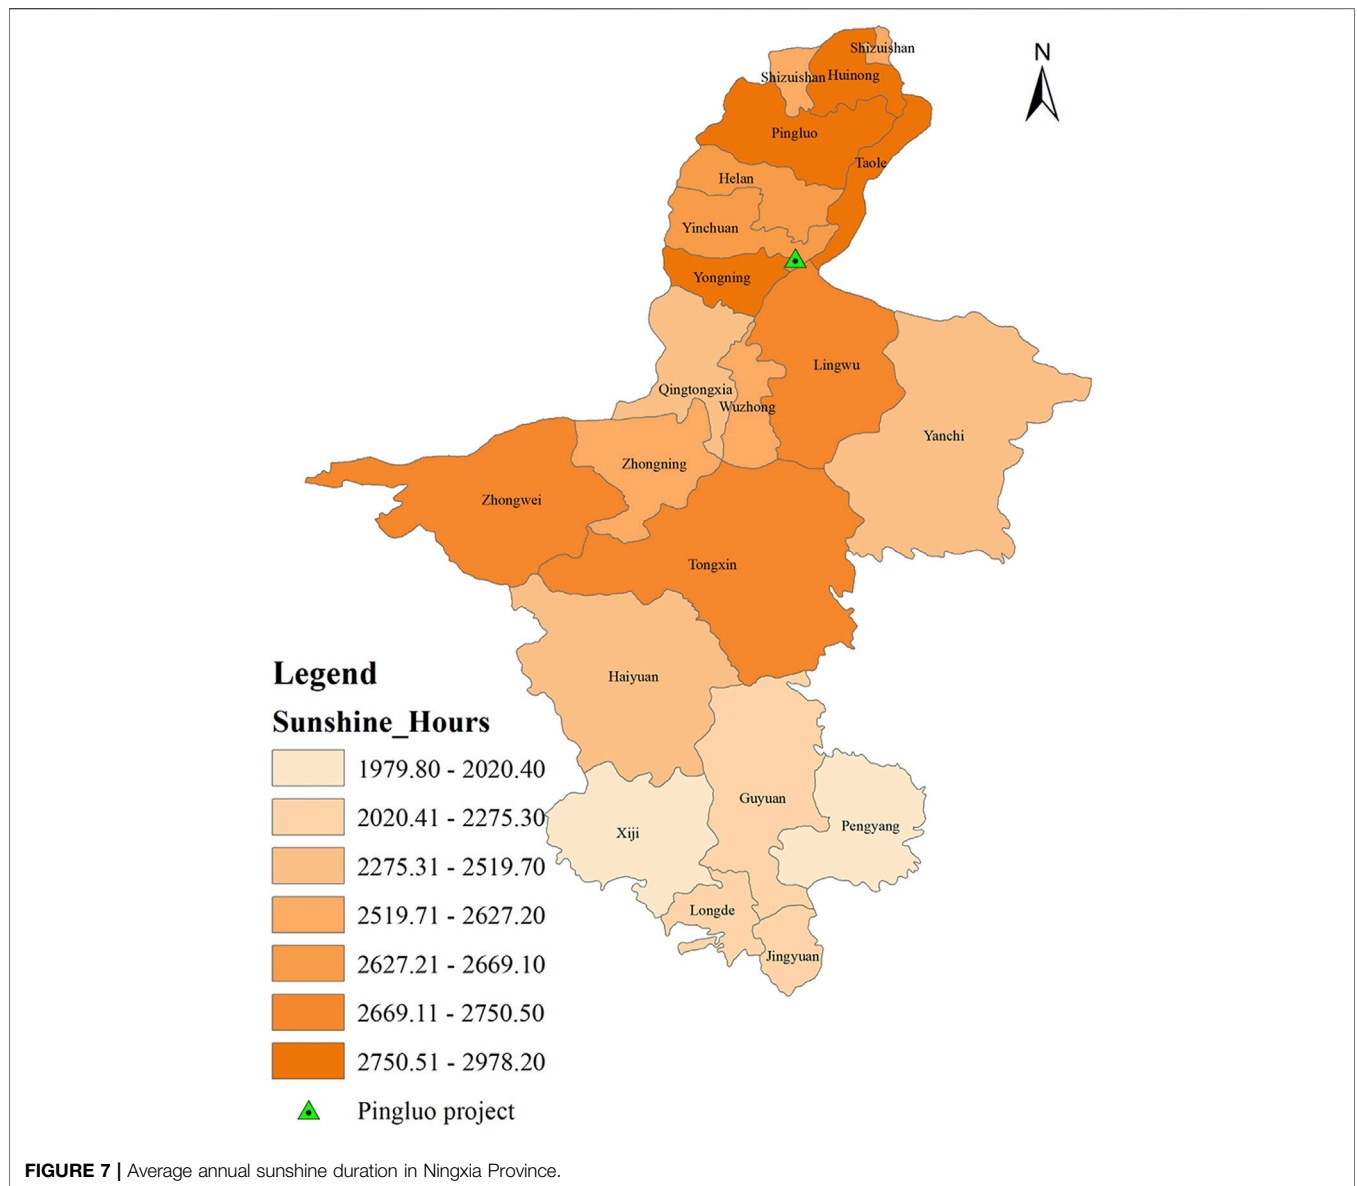 Shizuishan
N
Shizuishan
Huinong
Pingluo
Taole
Helan
Yinchuan
Yongning
Lingwu
Qingtongxia
Wuzhong
Yanchi
Zhongning
Zhongwei
Tongxin
Haiyuan
Guyuan
Pengyang
Xiji
Longde
Jingyuan
Legend
Sunshine_Hours
1979.80 - 2020.40
2020.41 - 2275.30
2275.31 - 2519.70
2519.71 - 2627.20
2627.21 - 2669.10
2669.11 - 2750.50
2750.51 - 2978.20
Pingluo project
FIGURE 7 | Average annual sunshine duration in Ningxia Province.